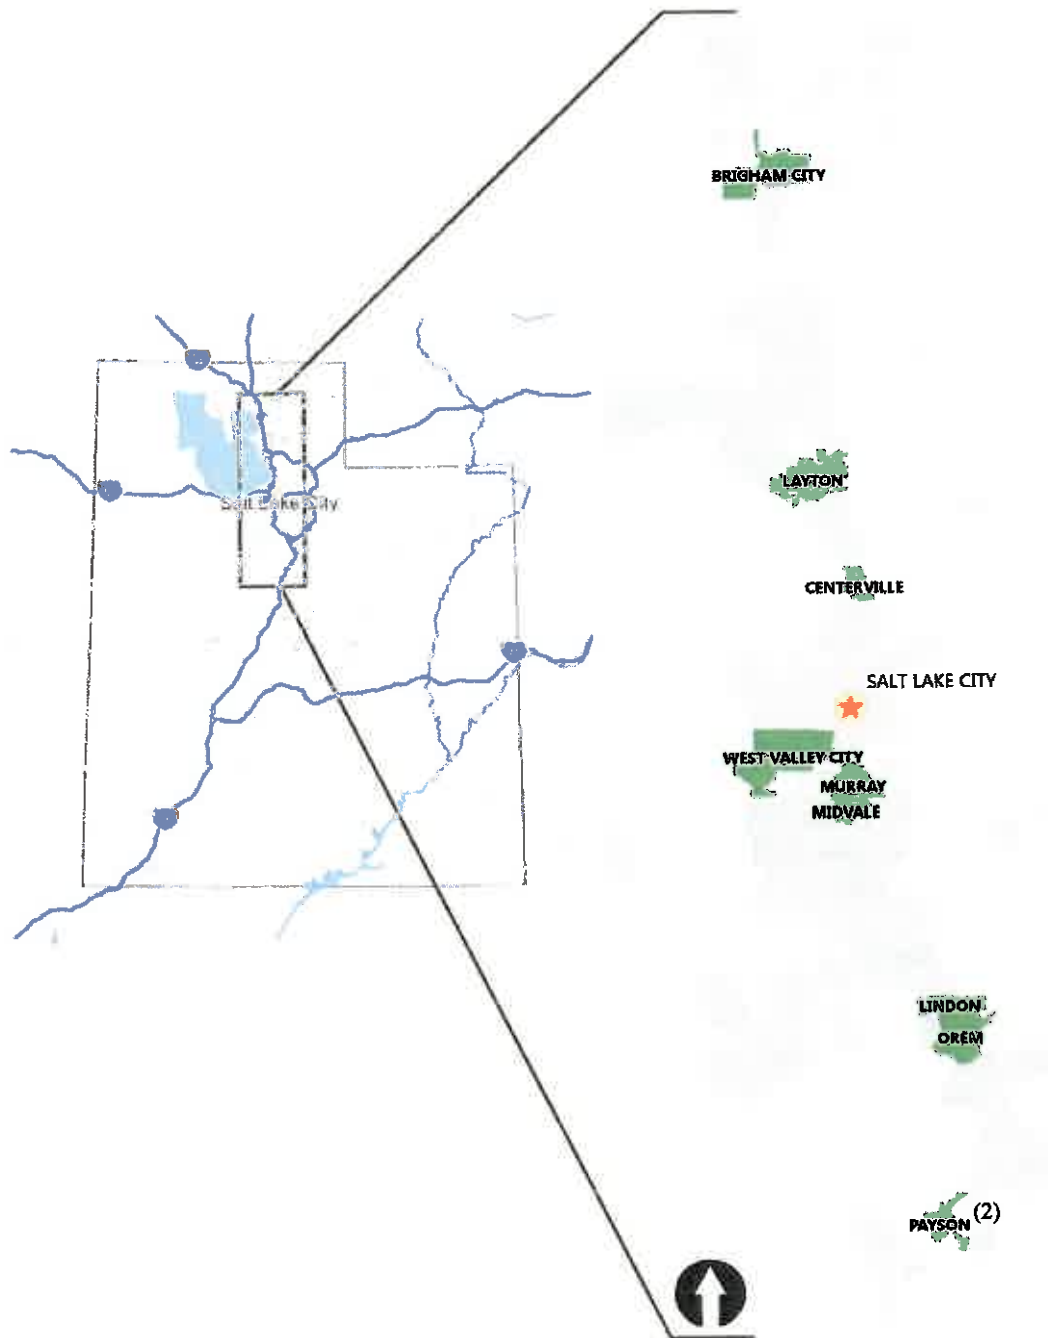 BRIGHAM CITY
Salt Lake City
LAYTON
CENTERVILLE
SALT LAKE CITY
WEST VALLEY CITY
MURRAY
MIDVALE
LINDON
OREM
PAYSON (2)